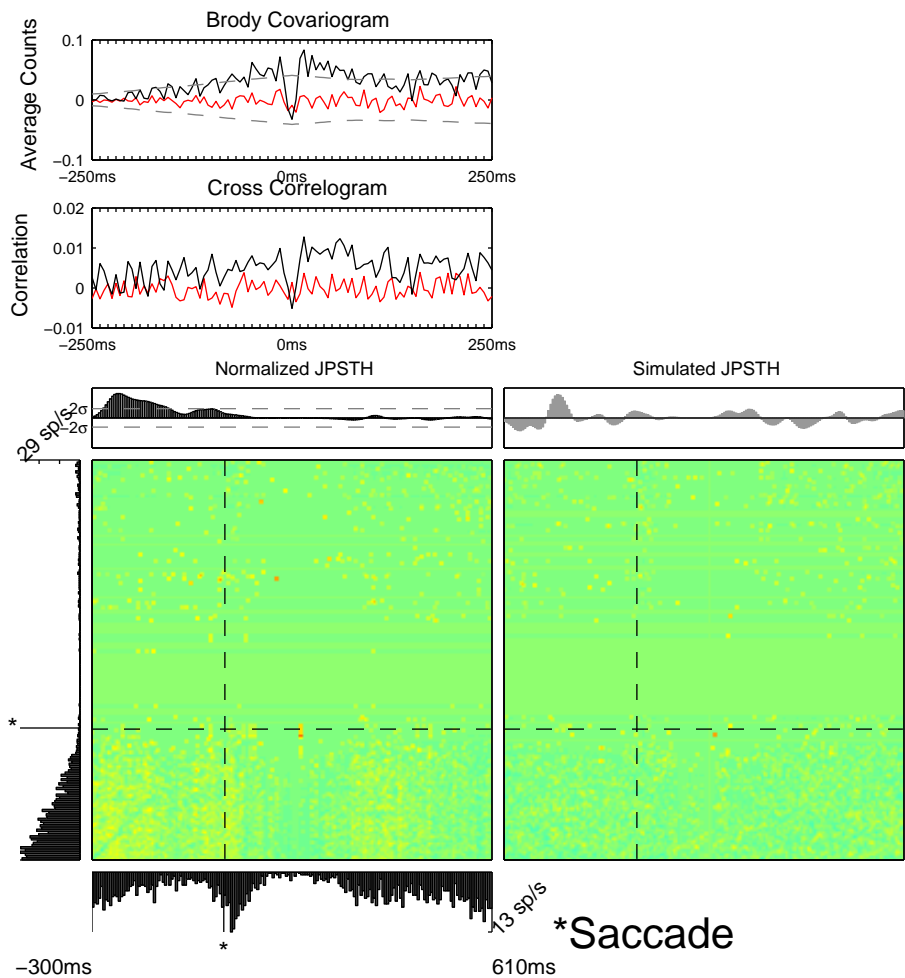 Brody Covariogram
Average Counts
0.1
0
−0.1
−250ms
0ms
250ms
Cross Correlogram
Correlation
0.02
0.01
0
−0.01
−250ms
0ms
250ms
Normalized JPSTH
Simulated JPSTH
2σ
−2σ
29 sp/s
*
13 sp/s
*
*Saccade
−300ms
610ms